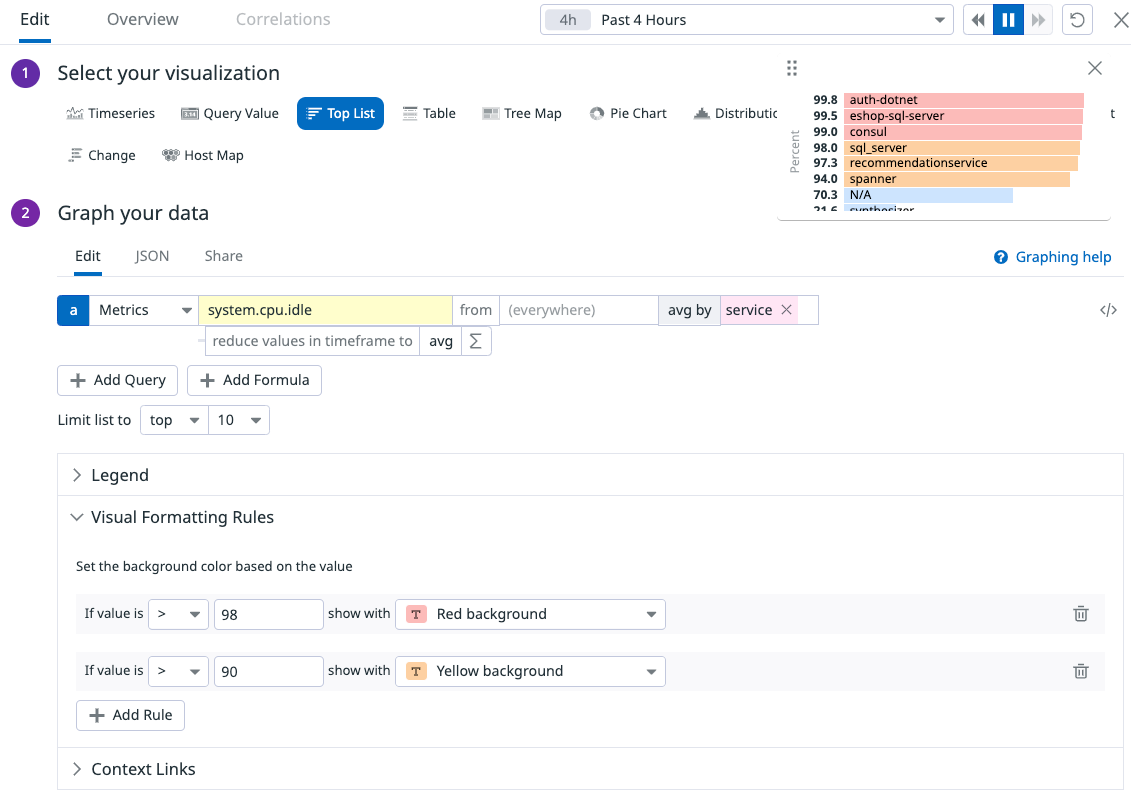 Edit Overview Correlations 4h Past 4 Hours
1 Select your visualization
Timeseries Query Value Top List Table Tree Map Pie Chart Distributic t
Change Host Map
Percent
99.8 auth-dotnet
99.5 eshop-sql-server
99.0 consul
98.0 sql_server
97.3 recommendationservice
94.0 spanner
70.3 N/A
21.6 synthesizer
2 Graph your data
Edit JSON Share Graphing help
a Metrics system.cpu.idle from (everywhere) avg by service
reduce values in timeframe to avg Σ
Add Query Add Formula
Limit list to top 10
Legend
Visual Formatting Rules
Set the background color based on the value
If value is > 98 show with T Red background
If value is > 90 show with T Yellow background
Add Rule
Context Links